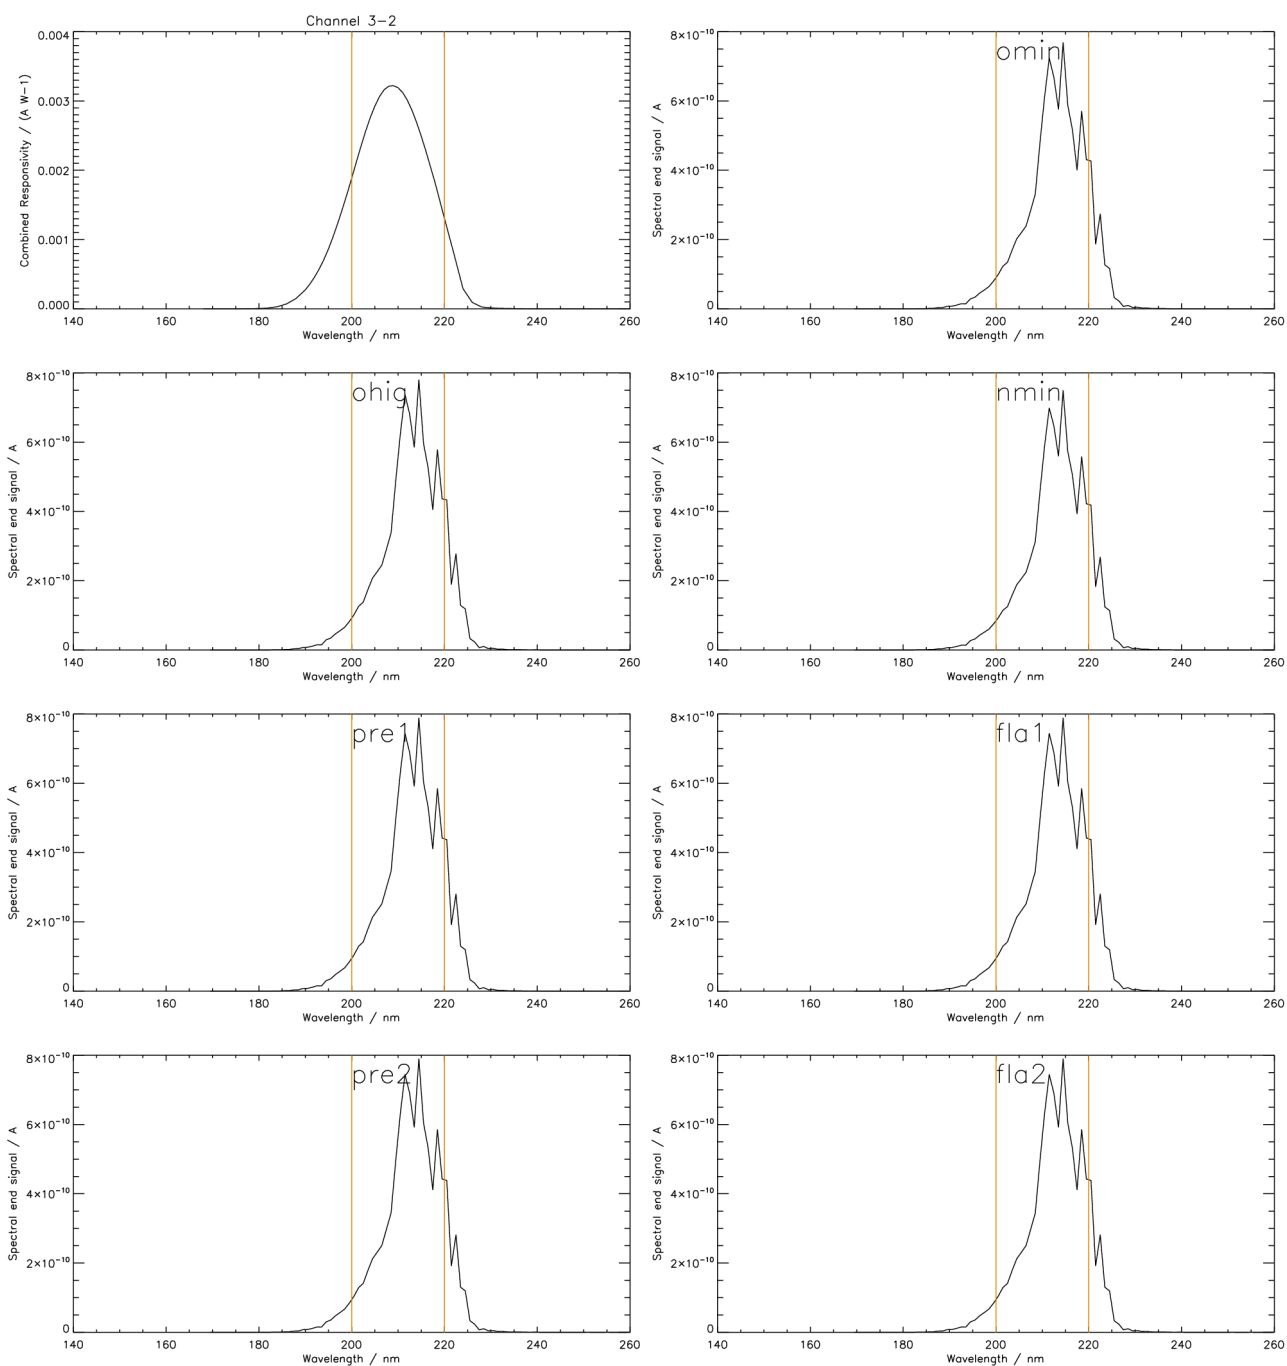 Channel 3-2
Combined Responsivity / (A W-1)
0.004
0.003
0.002
0.001
0.000
140 160 180 200 220 240 260
Wavelength / nm
omin
Spectral end signal / A
8×10⁻¹⁰
6×10⁻¹⁰
4×10⁻¹⁰
2×10⁻¹⁰
0
140 160 180 200 220 240 260
Wavelength / nm
ohig
Spectral end signal / A
8×10⁻¹⁰
6×10⁻¹⁰
4×10⁻¹⁰
2×10⁻¹⁰
0
140 160 180 200 220 240 260
Wavelength / nm
nmin
Spectral end signal / A
8×10⁻¹⁰
6×10⁻¹⁰
4×10⁻¹⁰
2×10⁻¹⁰
0
140 160 180 200 220 240 260
Wavelength / nm
pre1
Spectral end signal / A
8×10⁻¹⁰
6×10⁻¹⁰
4×10⁻¹⁰
2×10⁻¹⁰
0
140 160 180 200 220 240 260
Wavelength / nm
fla1
Spectral end signal / A
8×10⁻¹⁰
6×10⁻¹⁰
4×10⁻¹⁰
2×10⁻¹⁰
0
140 160 180 200 220 240 260
Wavelength / nm
pre2
Spectral end signal / A
8×10⁻¹⁰
6×10⁻¹⁰
4×10⁻¹⁰
2×10⁻¹⁰
0
140 160 180 200 220 240 260
Wavelength / nm
fla2
Spectral end signal / A
8×10⁻¹⁰
6×10⁻¹⁰
4×10⁻¹⁰
2×10⁻¹⁰
0
140 160 180 200 220 240 260
Wavelength / nm